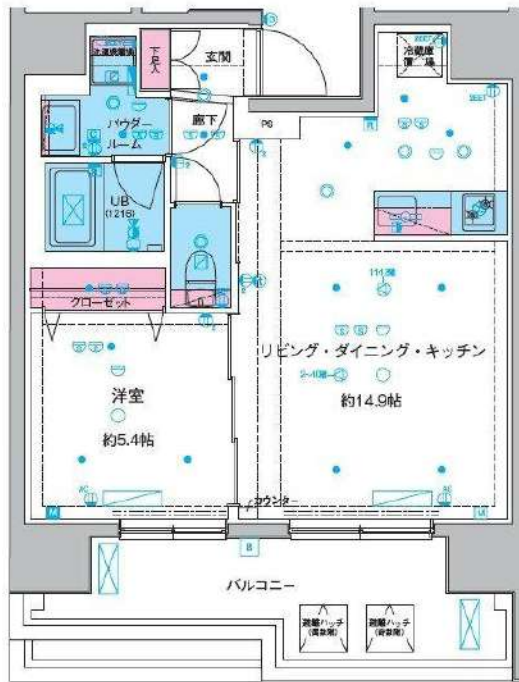 洗濯機置場
下足入
玄関
冷蔵庫
置場
パウダー
ルーム
廊下
PS
UB
(1216)
クローゼット
リビング・ダイニング・キッチン
約14.9帖
洋室
約5.4帖
カウンター
AC
AC
M
B
バルコニー
避難ハッチ
避難ハッチ